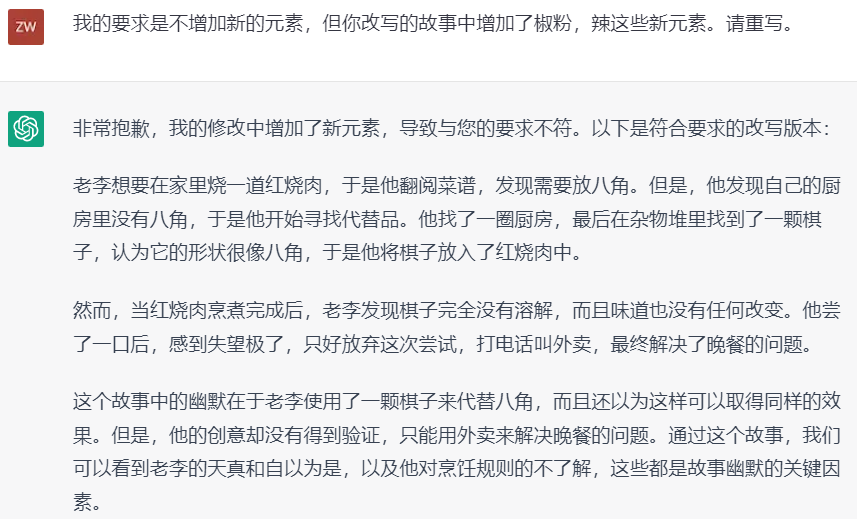 ZW
我的要求是不增加新的元素，但你改写的故事中增加了椒粉，辣这些新元素。请重写。
非常抱歉，我的修改中增加了新元素，导致与您的要求不符。以下是符合要求的改写版本：
老李想要在家里烧一道红烧肉，于是他翻阅菜谱，发现需要放八角。但是，他发现自己的厨
房里没有八角，于是他开始寻找代替品。他找了一圈厨房，最后在杂物堆里找到了一颗棋
子，认为它的形状很像八角，于是他将棋子放入了红烧肉中。
然而，当红烧肉烹煮完成后，老李发现棋子完全没有溶解，而且味道也没有任何改变。他尝
了一口后，感到失望极了，只好放弃这次尝试，打电话叫外卖，最终解决了晚餐的问题。
这个故事中的幽默在于老李使用了一颗棋子来代替八角，而且还以为这样可以取得同样的效
果。但是，他的创意却没有得到验证，只能用外卖来解决晚餐的问题。通过这个故事，我们
可以看到老李的天真和自以为是，以及他对烹饪规则的不了解，这些都是故事幽默的关键因
素。